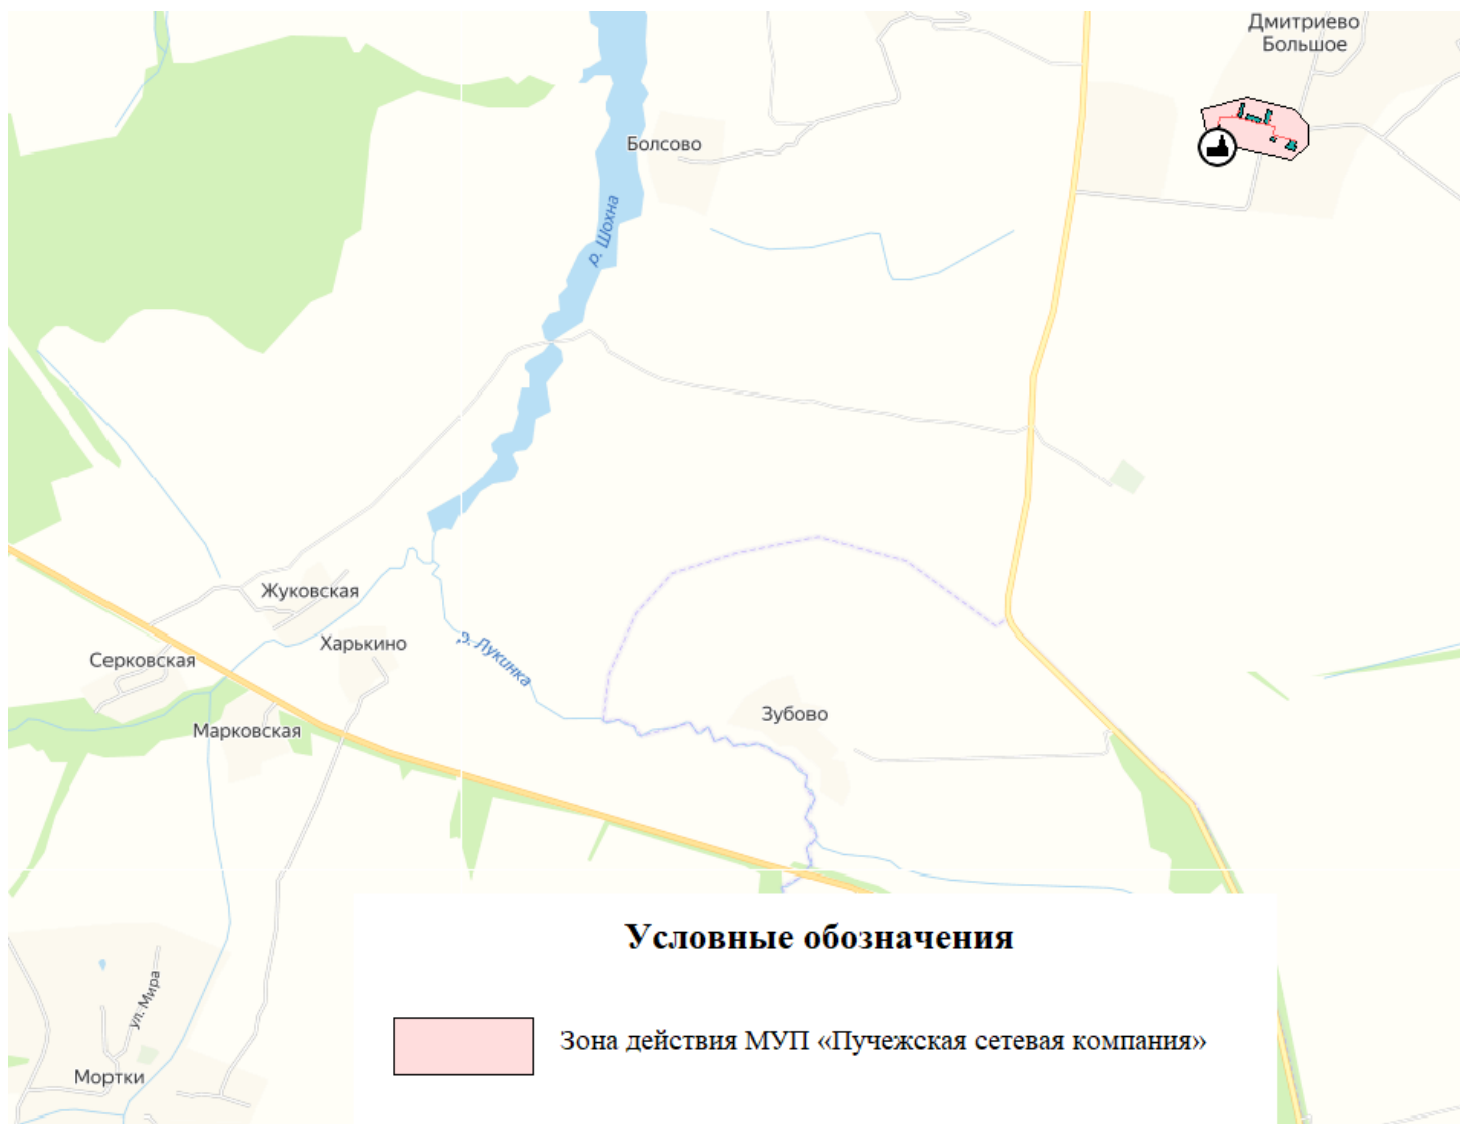 Дмитриево
Большое
Болсово
р. Шохна
Жуковская
Харькино
р. Лукинка
Серковская
Зубово
Марковская
Условные обозначения
ул. Мира
Зона действия МУП «Пучежская сетевая компания»
Мортки